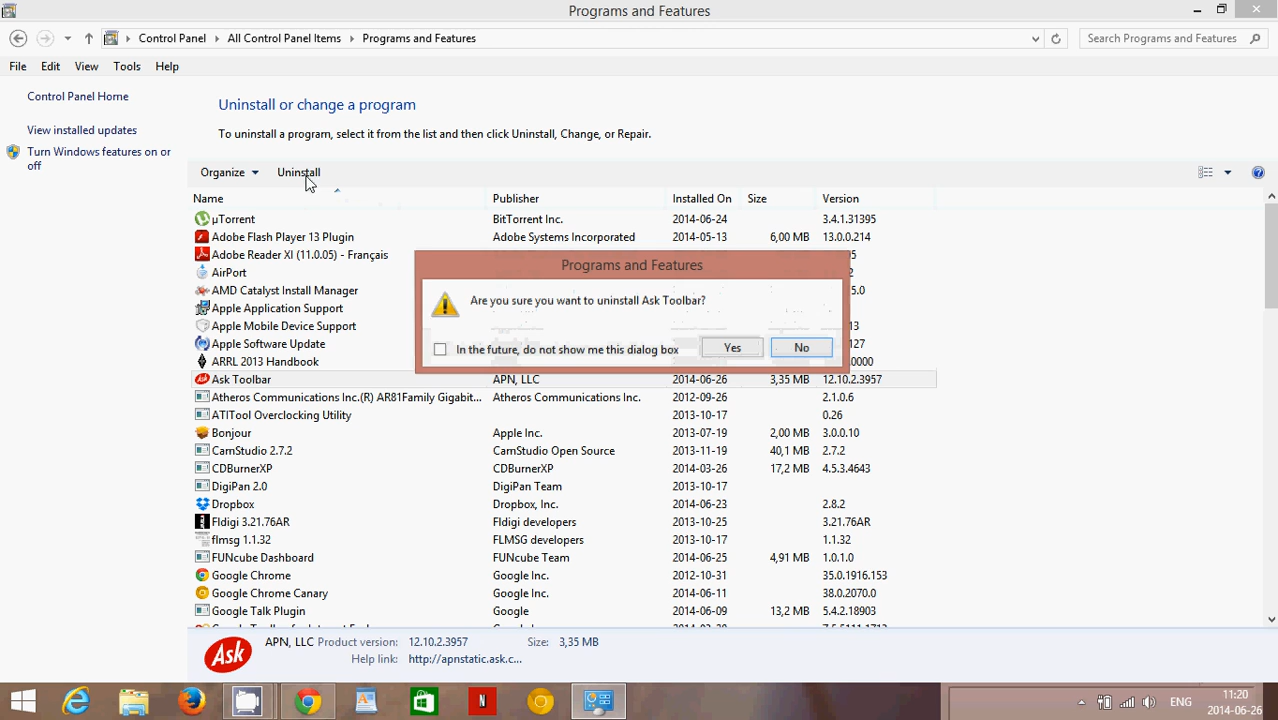 Programs and Features
Control Panel
All Control Panel Items
Programs and Features
Search Programs and Features
File Edit View Tools Help
Control Panel Home
View installed updates
Turn Windows features on or
off
Uninstall or change a program
To uninstall a program, select it from the list and then click Uninstall, Change, or Repair.
Organize Uninstall
Name Publisher Installed On Size Version
µTorrent BitTorrent Inc. 2014-06-24 3.4.1.31395
Adobe Flash Player 13 Plugin Adobe Systems Incorporated 2014-05-13 6,00 MB 13.0.0.214
Adobe Reader XI (11.0.05) - Français
AirPort
AMD Catalyst Install Manager
Apple Application Support
Apple Mobile Device Support
Apple Software Update
ARRL 2013 Handbook
Programs and Features
Are you sure you want to uninstall Ask Toolbar?
In the future, do not show me this dialog box Yes No
Ask Toolbar APN, LLC 2014-06-26 3,35 MB 12.10.2.3957
Atheros Communications Inc.(R) AR81Family Gigabit... Atheros Communications Inc. 2012-09-26 2.1.0.6
ATITool Overclocking Utility 2013-10-17 0.26
Bonjour Apple Inc. 2013-07-19 2,00 MB 3.0.0.10
CamStudio 2.7.2 CamStudio Open Source 2013-11-19 40,1 MB 2.7.2
CDBurnerXP CDBurnerXP 2014-03-26 17,2 MB 4.5.3.4643
DigiPan 2.0 DigiPan Team 2013-10-17
Dropbox Dropbox, Inc. 2014-06-23 2.8.2
Fldigi 3.21.76AR Fldigi developers 2013-10-25 3.21.76AR
flmsg 1.1.32 FLMSG developers 2013-10-17 1.1.32
FUNcube Dashboard FUNcube Team 2014-06-25 4,91 MB 1.0.1.0
Google Chrome Google Inc. 2012-10-31 35.0.1916.153
Google Chrome Canary Google Inc. 2014-06-11 38.0.2070.0
Google Talk Plugin Google 2014-06-09 13,2 MB 5.4.2.18903
Ask
APN, LLC Product version: 12.10.2.3957 Size: 3,35 MB
Help link: http://apnstatic.ask.c...
ENG
11:20
2014-06-26